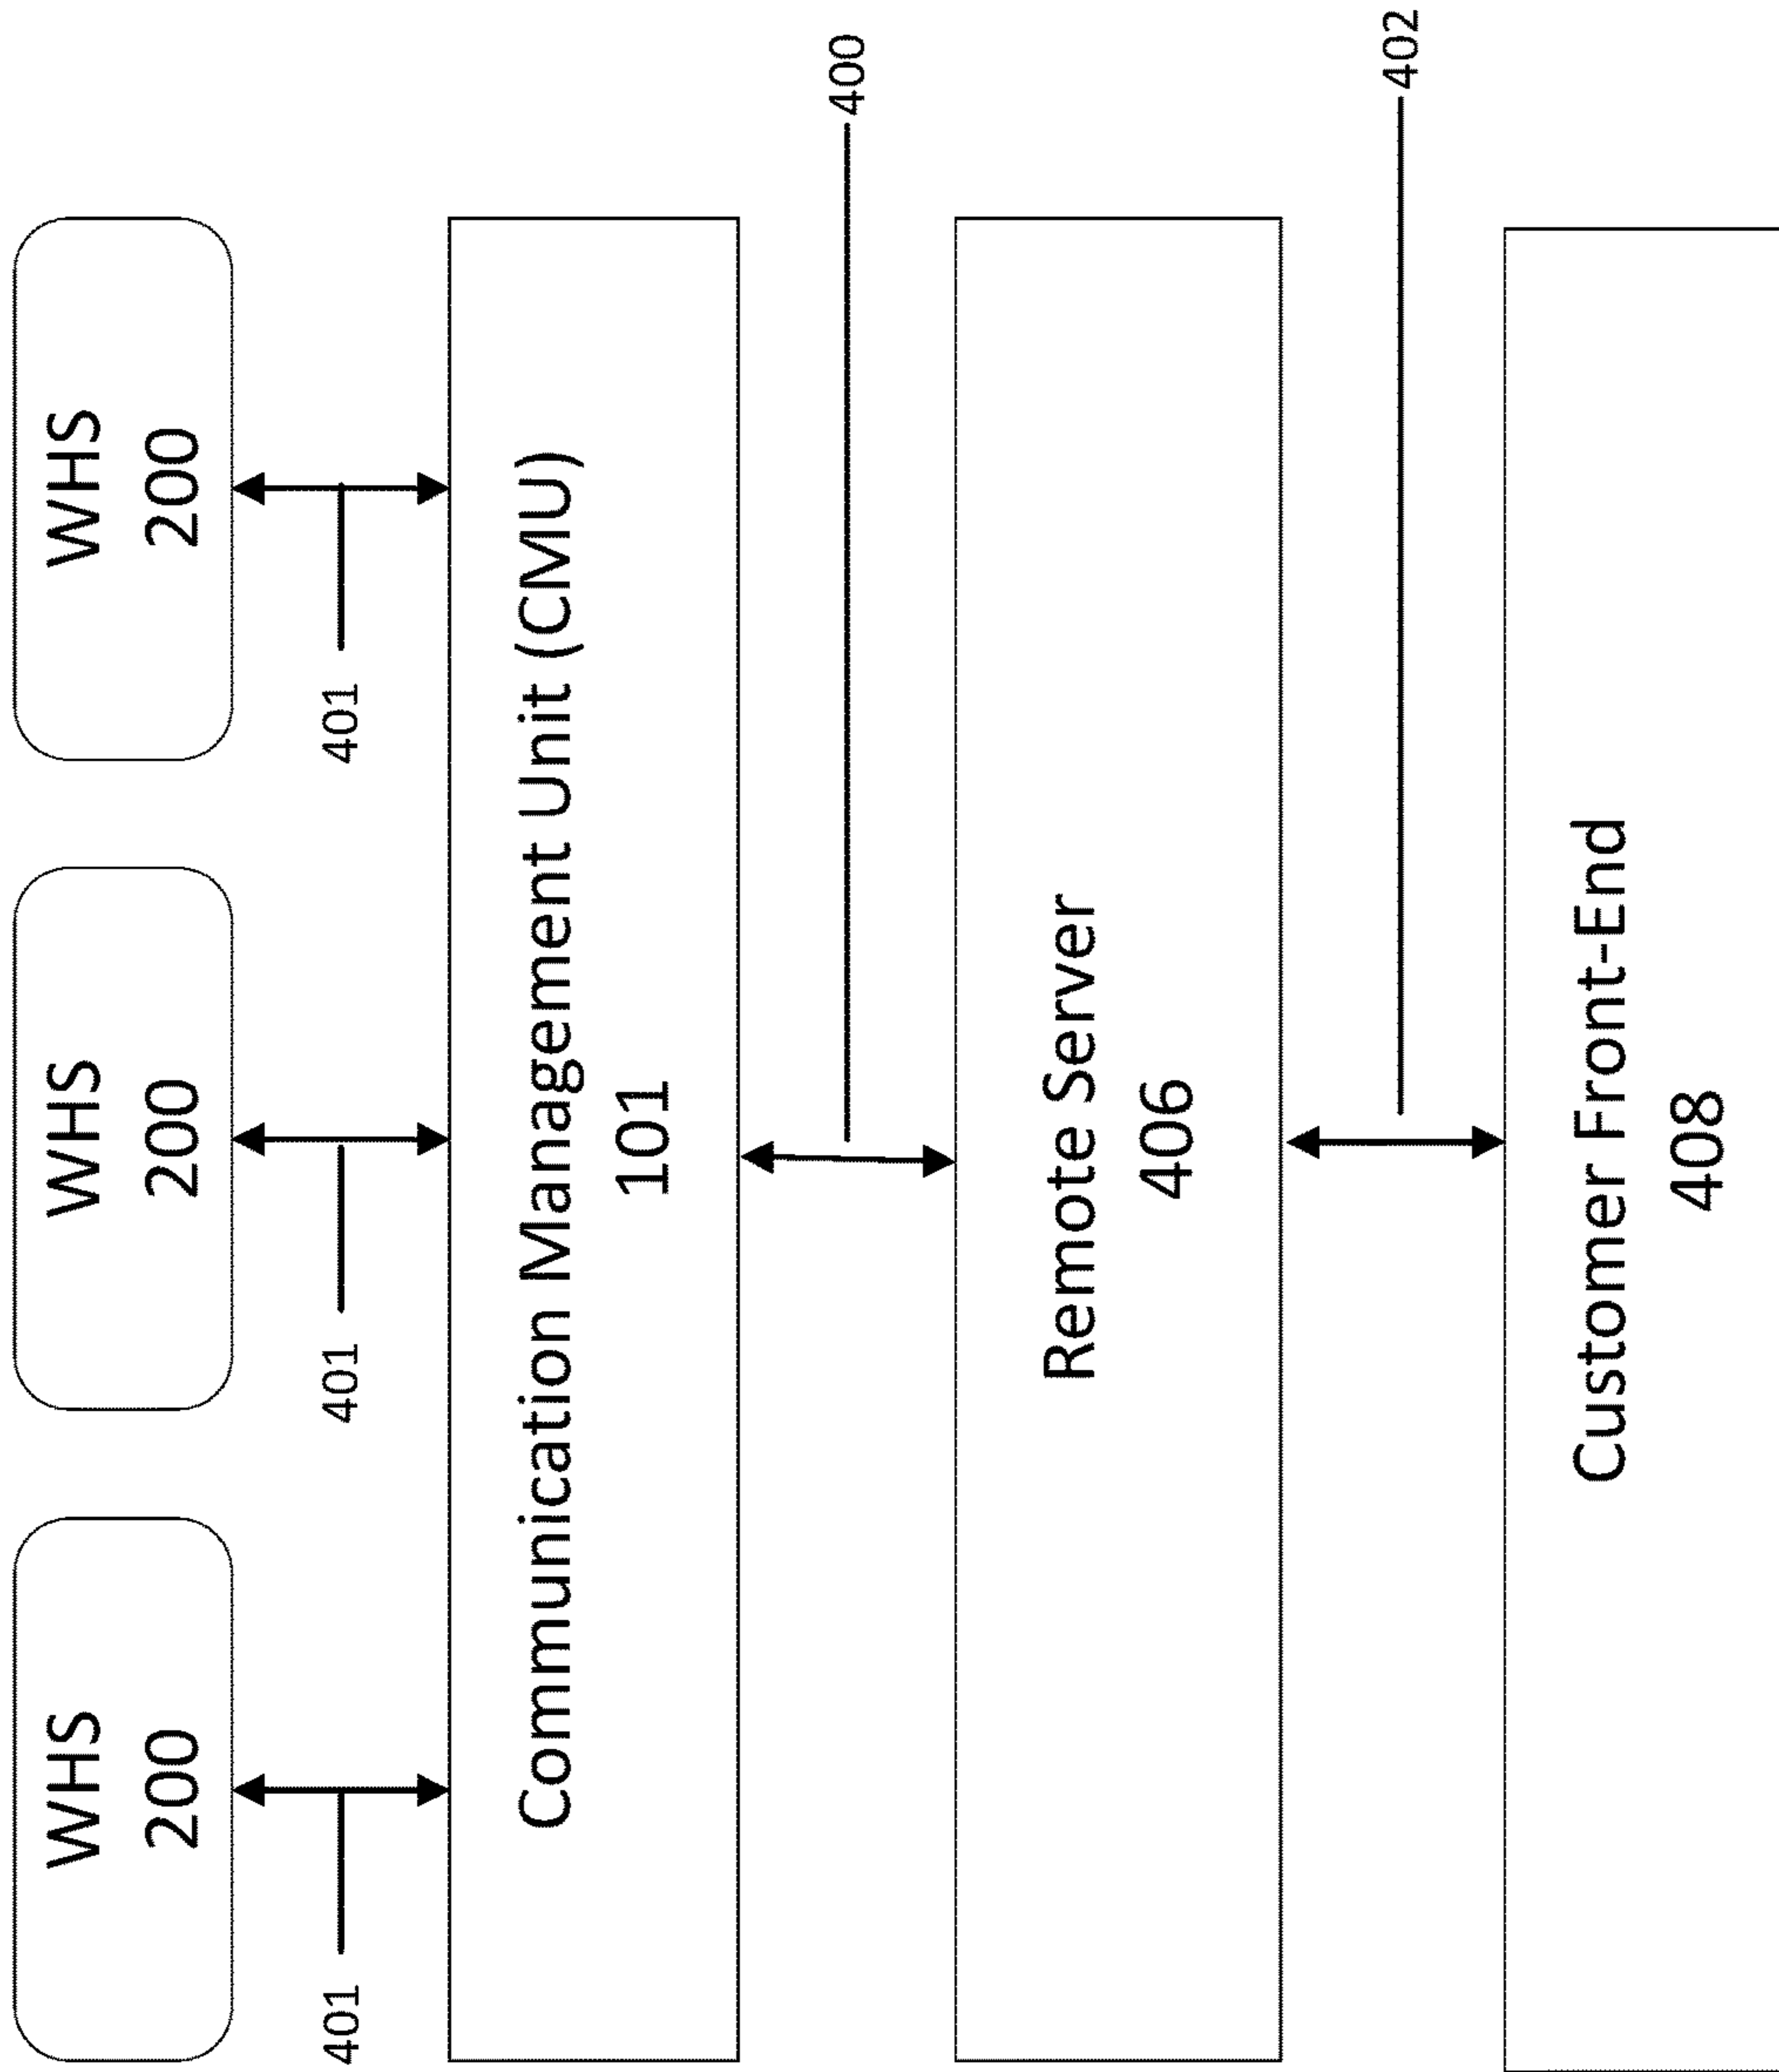 WHS
200
WHS
200
WHS
200
401
401
401
Communication Management Unit (CMU)
101
400
Remote Server
406
402
Customer Front-End
408